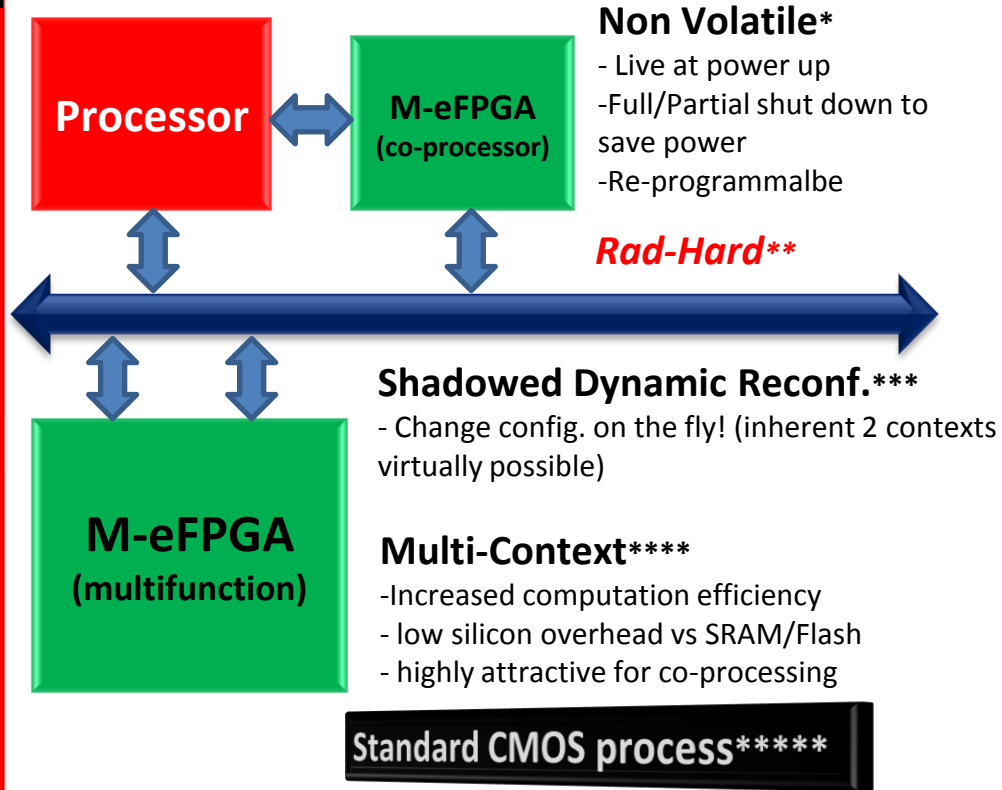 Processor
M-eFPGA
(co-processor)
Non Volatile*
- Live at power up
-Full/Partial shut down to
save power
-Re-programmalbe
Rad-Hard**
Shadowed Dynamic Reconf.***
- Change config. on the fly! (inherent 2 contexts
virtually possible)
M-eFPGA
(multifunction)
Multi-Context****
-Increased computation efficiency
- low silicon overhead vs SRAM/Flash
- highly attractive for co-processing
Standard CMOS process*****